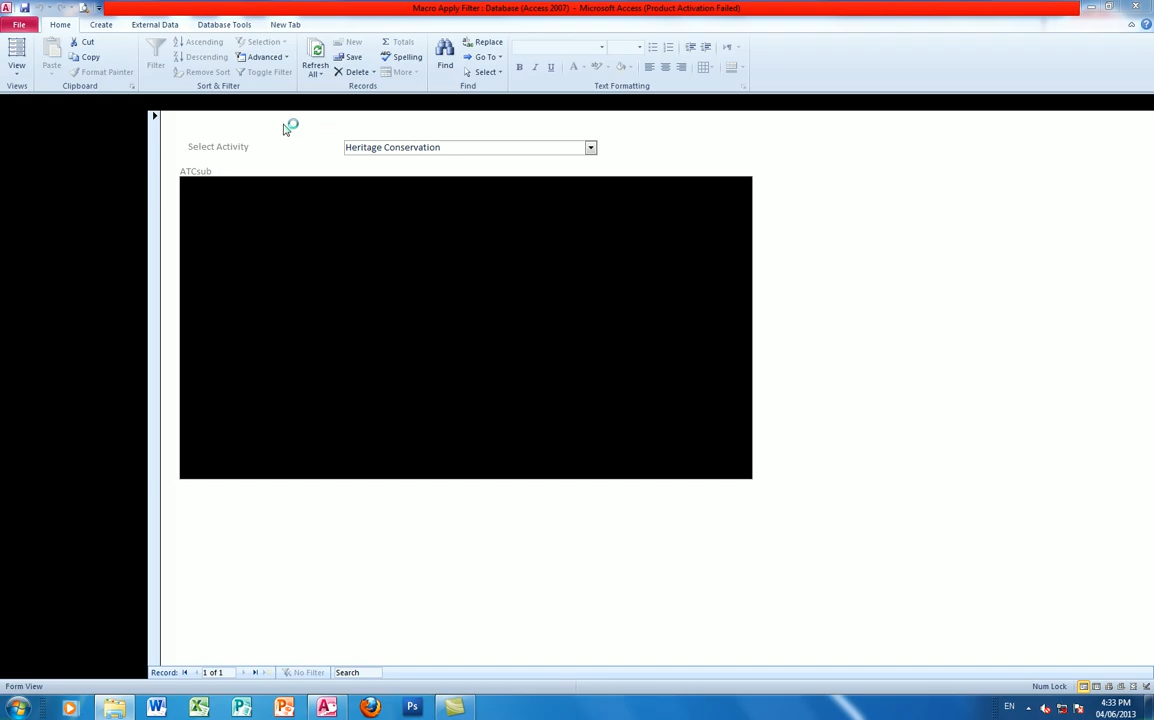 Macro Apply Filter : Database (Access 2007) - Microsoft Access (Product Activation Failed)
File Home Create External Data Database Tools New Tab
View Paste Cut Copy Format Painter Filter Ascending Descending Remove Sort Selection Advanced Toggle Filter Refresh All New Save Delete Totals Spelling More Find Replace Go To Select
Views Clipboard Sort & Filter Records Find Text Formatting
Select Activity Heritage Conservation
ATCsub
Record: 1 of 1 No Filter Search
Form View Num Lock
EN 4:33 PM
04/06/2013